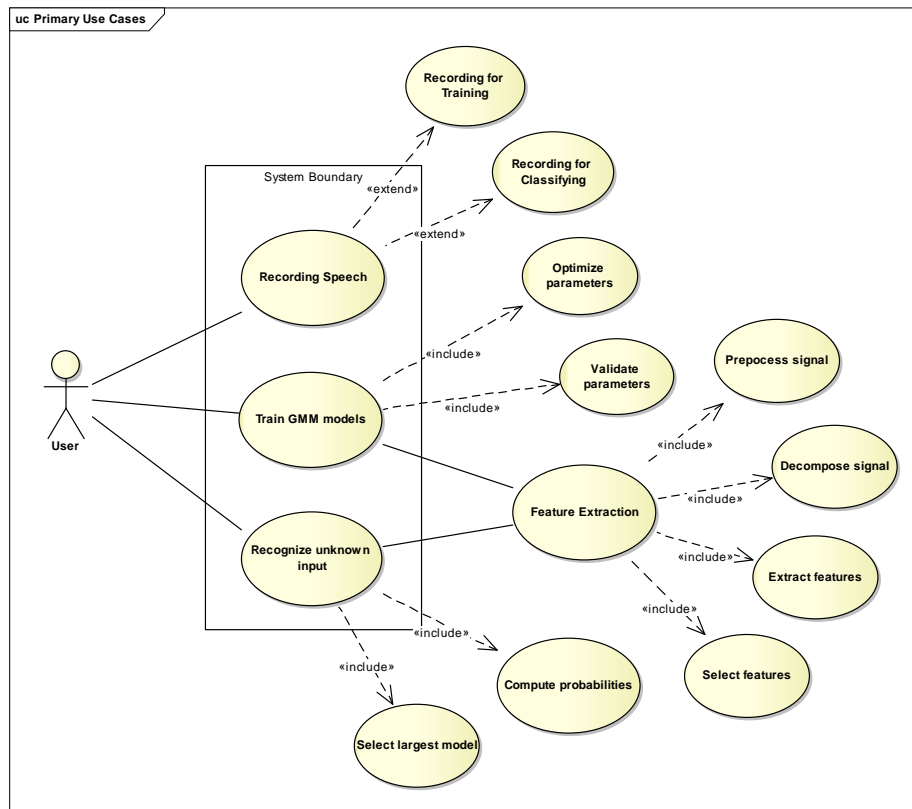 uc Primary Use Cases
Recording for
Training
Recording for
Classifying
System Boundary
«extend»
«extend»
Recording Speech
Optimize
parameters
«include»
Validate
parameters
«include»
Prepocess signal
Train GMM models
User
«include»
Decompose signal
«include»
Feature Extraction
Recognize unknown
input
«include»
Extract features
«include»
Select features
«include»
Compute probabilities
«include»
Select largest model